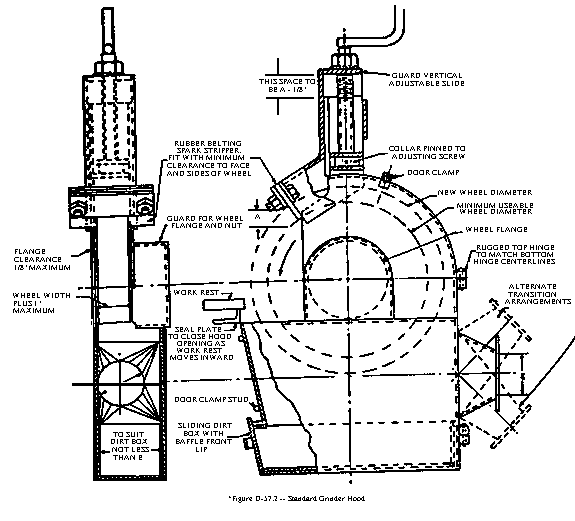 THIS SPACE TO
BE A - 1/8"
GUARD VERTICAL
ADJUSTABLE SLIDE
RUBBER BELTING
SPARK STRIPPER.
FIT WITH MINIMUM
CLEARANCE TO FACE
AND SIDES OF WHEEL
COLLAR PINNED TO
ADJUSTING SCREW
DOOR CLAMP
NEW WHEEL DIAMETER
MINIMUM USEABLE
WHEEL DIAMETER
A
GUARD FOR WHEEL
FLANGE AND NUT
WHEEL FLANGE
RUGGED TOP HINGE
TO MATCH BOTTOM
HINGE CENTERLINES
FLANGE
CLEARANCE
1/8" MAXIMUM
ALTERNATE
TRANSITION
ARRANGEMENTS
WHEEL WIDTH
PLUS 1"
MAXIMUM
WORK REST
SEAL PLATE
TO CLOSE HOOD
OPENING AS
WORK REST
MOVES INWARD
DOOR CLAMP STUD
SLIDING DIRT
BOX WITH
BAFFLE FRONT
LIP
TO SUIT
DIRT BOX
NOT LESS
THAN B
"Figure D-57.2 -- Standard Grinder Hood